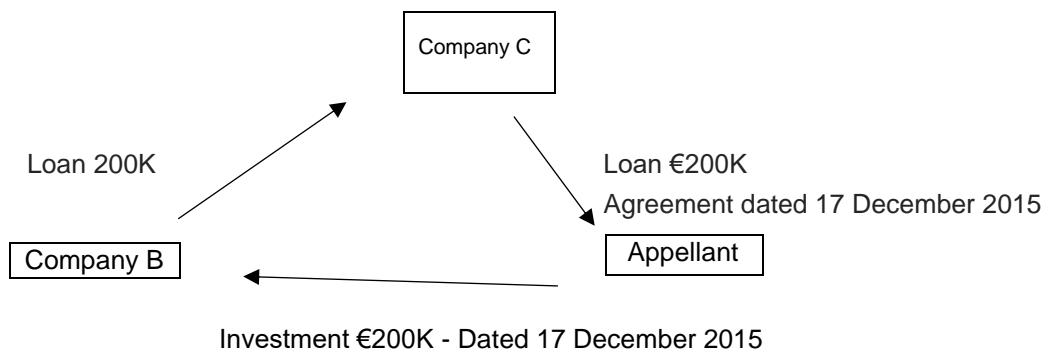 Company C
Loan 200K
Loan €200K
Agreement dated 17 December 2015
Company B
Appellant
Investment €200K - Dated 17 December 2015